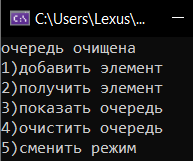 C:\Users\Lexus\...
очередь очищена
1)добавить элемент
2)получить элемент
3)показать очередь
4)очистить очередь
5)сменить режим